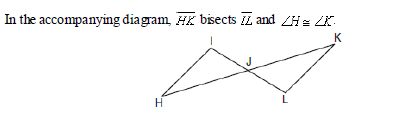 In the accompanying diagram, HK bisects IL and ∠H ≅ ∠K.
K
I
J
H
L